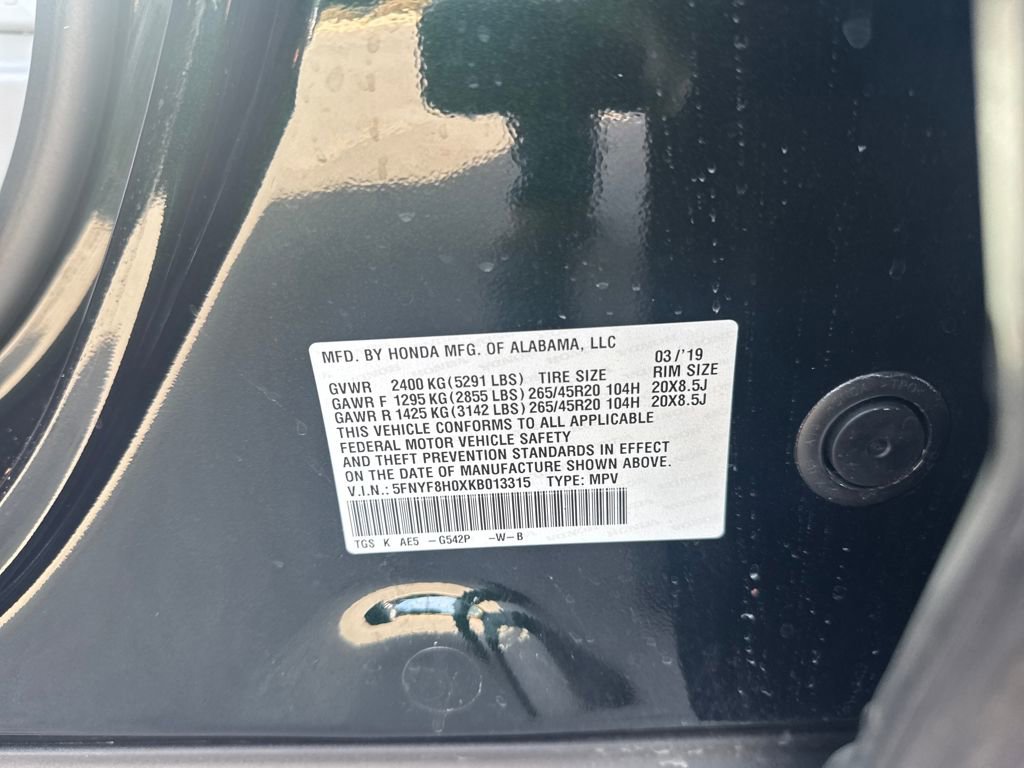 MFD. BY HONDA MFG. OF ALABAMA, LLC 03/'19
GVWR 2400 KG(5291 LBS) TIRE SIZE RIM SIZE
GAWR F 1295 KG(2855 LBS) 265/45R20 104H 20X8.5J
GAWR R 1425 KG(3142 LBS) 265/45R20 104H 20X8.5J
THIS VEHICLE CONFORMS TO ALL APPLICABLE
FEDERAL MOTOR VEHICLE SAFETY
AND THEFT PREVENTION STANDARDS IN EFFECT
ON THE DATE OF MANUFACTURE SHOWN ABOVE.
V.I.N.: 5FNYF8H0XKB013315 TYPE: MPV
TGS K AE5 -G542P -W-B